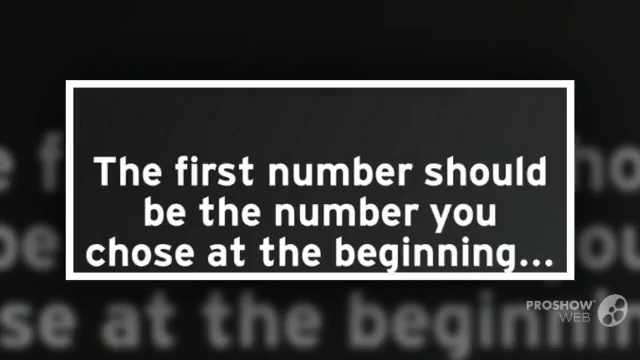 The first number should
be the number you
chose at the beginning...
PROSHOW
WEB